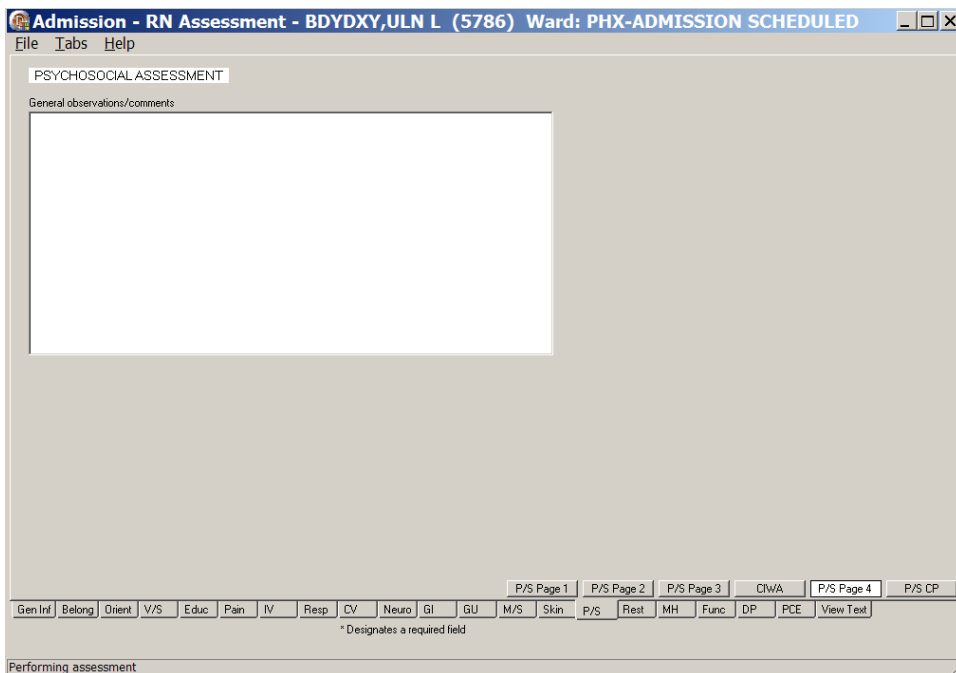 Admission - RN Assessment - BDYDXY,ULN L (5786) Ward: PHX-ADMISSION SCHEDULED
File Tabs Help
PSYCHOSOCIAL ASSESSMENT
General observations/comments
P/S Page 1 P/S Page 2 P/S Page 3 CIWA P/S Page 4 P/S CP
Gen Inf Belong Orient V/S Educ Pain IV Resp CV Neuro GI GU M/S Skin P/S Rest MH Func DP PCE View Text
* Designates a required field
Performing assessment